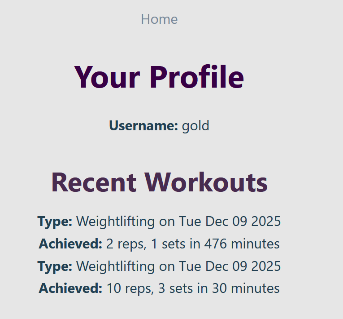 Home
Your Profile
Username: gold
Recent Workouts
Type: Weightlifting on Tue Dec 09 2025
Achieved: 2 reps, 1 sets in 476 minutes
Type: Weightlifting on Tue Dec 09 2025
Achieved: 10 reps, 3 sets in 30 minutes